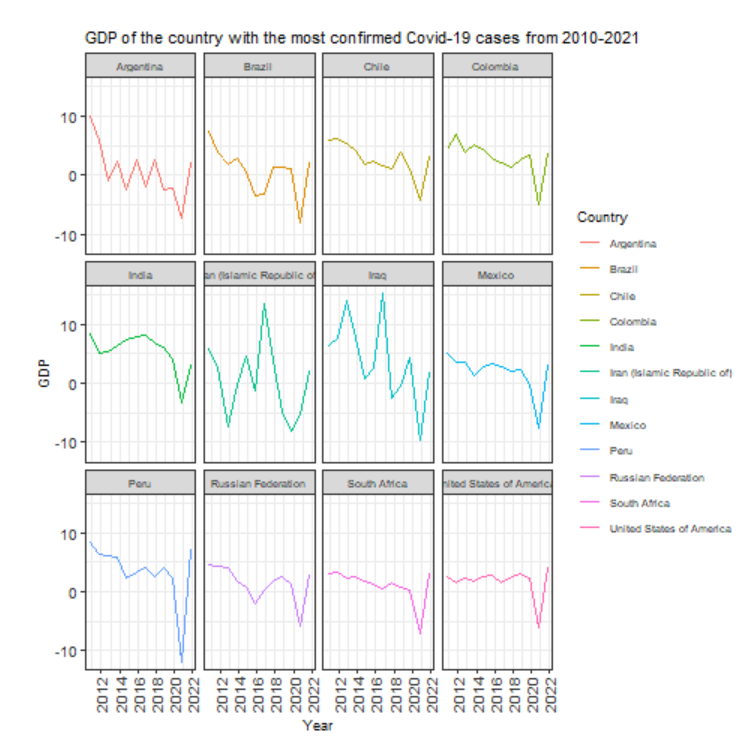 GDP of the country with the most confirmed Covid-19 cases from 2010-2021
Argentina Brazil Chile Colombia
10
0
-10
India an (Islamic Republic of Iraq Mexico
10
0
-10
Peru Russian Federation South Africa nited States of America
10
0
-10
2012 2014 2016 2018 2020 2022 2012 2014 2016 2018 2020 2022 2012 2014 2016 2018 2020 2022 2012 2014 2016 2018 2020 2022
Year
GDP
Country
Argentina
Brazil
Chile
Colombia
India
Iran (Islamic Republic of)
Iraq
Mexico
Peru
Russian Federation
South Africa
United States of America